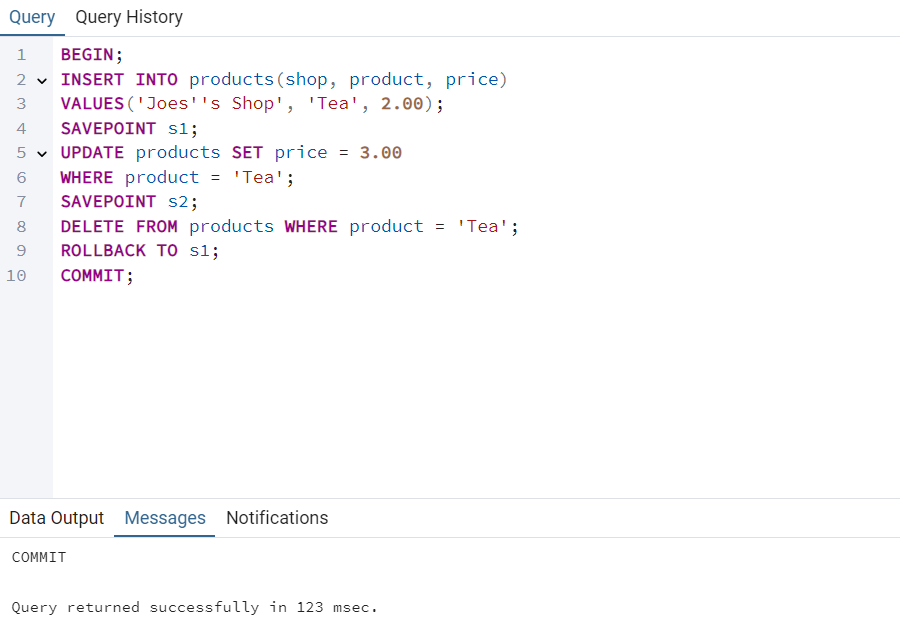 Query Query History
1 BEGIN;
2 INSERT INTO products(shop, product, price)
3 VALUES('Joes''s Shop', 'Tea', 2.00);
4 SAVEPOINT s1;
5 UPDATE products SET price = 3.00
6 WHERE product = 'Tea';
7 SAVEPOINT s2;
8 DELETE FROM products WHERE product = 'Tea';
9 ROLLBACK TO s1;
10 COMMIT;
Data Output Messages Notifications
COMMIT
Query returned successfully in 123 msec.